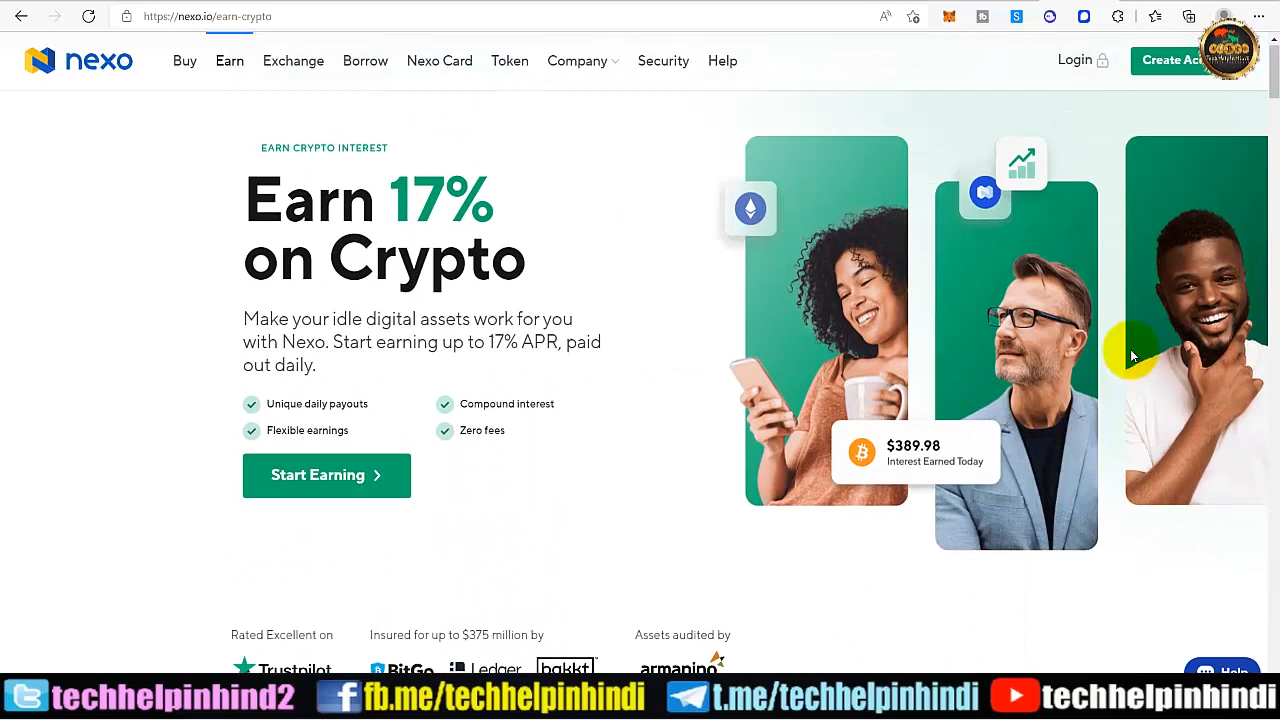 https://nexo.io/earn-crypto
nexo
Buy Earn Exchange Borrow Nexo Card Token Company Security Help
Login
Create
EARN CRYPTO INTEREST
Earn 17%
on Crypto
Make your idle digital assets work for you
with Nexo. Start earning up to 17% APR, paid
out daily.
Unique daily payouts
Compound interest
Flexible earnings
Zero fees
Start Earning
$389.98
Interest Earned Today
Rated Excellent on
Insured for up to $375 million by
Assets audited by
Trustpilot
BitGo
Ledger
bakkt
armanino
Help
techhelpinhind2
fb.me/techhelpinhindi
t.me/techhelpinhindi
techhelpinhindi